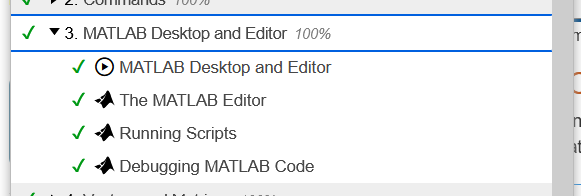 2. Commands 100%
3. MATLAB Desktop and Editor 100%
MATLAB Desktop and Editor
The MATLAB Editor
Running Scripts
Debugging MATLAB Code